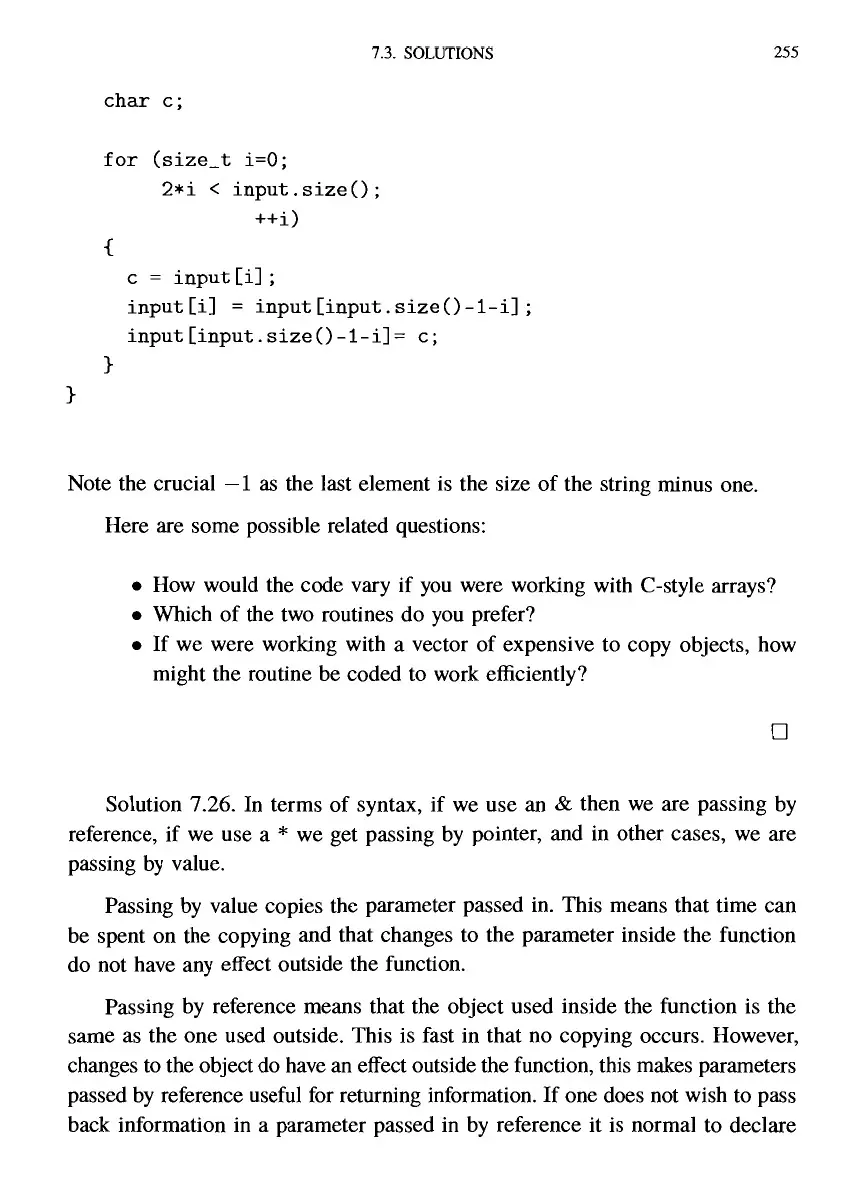 7.3. SOLUTIONS 255
char c;
for (size_t i=0;
2*i < input.size();
++i)
{
c = input[i];
input[i] = input[input.size()-1-i];
input[input.size()-1-i]= c;
}
}
Note the crucial −1 as the last element is the size of the string minus one.
Here are some possible related questions:
• How would the code vary if you were working with C-style arrays?
• Which of the two routines do you prefer?
• If we were working with a vector of expensive to copy objects, how
might the routine be coded to work efficiently?
□
Solution 7.26. In terms of syntax, if we use an & then we are passing by
reference, if we use a * we get passing by pointer, and in other cases, we are
passing by value.
Passing by value copies the parameter passed in. This means that time can
be spent on the copying and that changes to the parameter inside the function
do not have any effect outside the function.
Passing by reference means that the object used inside the function is the
same as the one used outside. This is fast in that no copying occurs. However,
changes to the object do have an effect outside the function, this makes parameters
passed by reference useful for returning information. If one does not wish to pass
back information in a parameter passed in by reference it is normal to declare